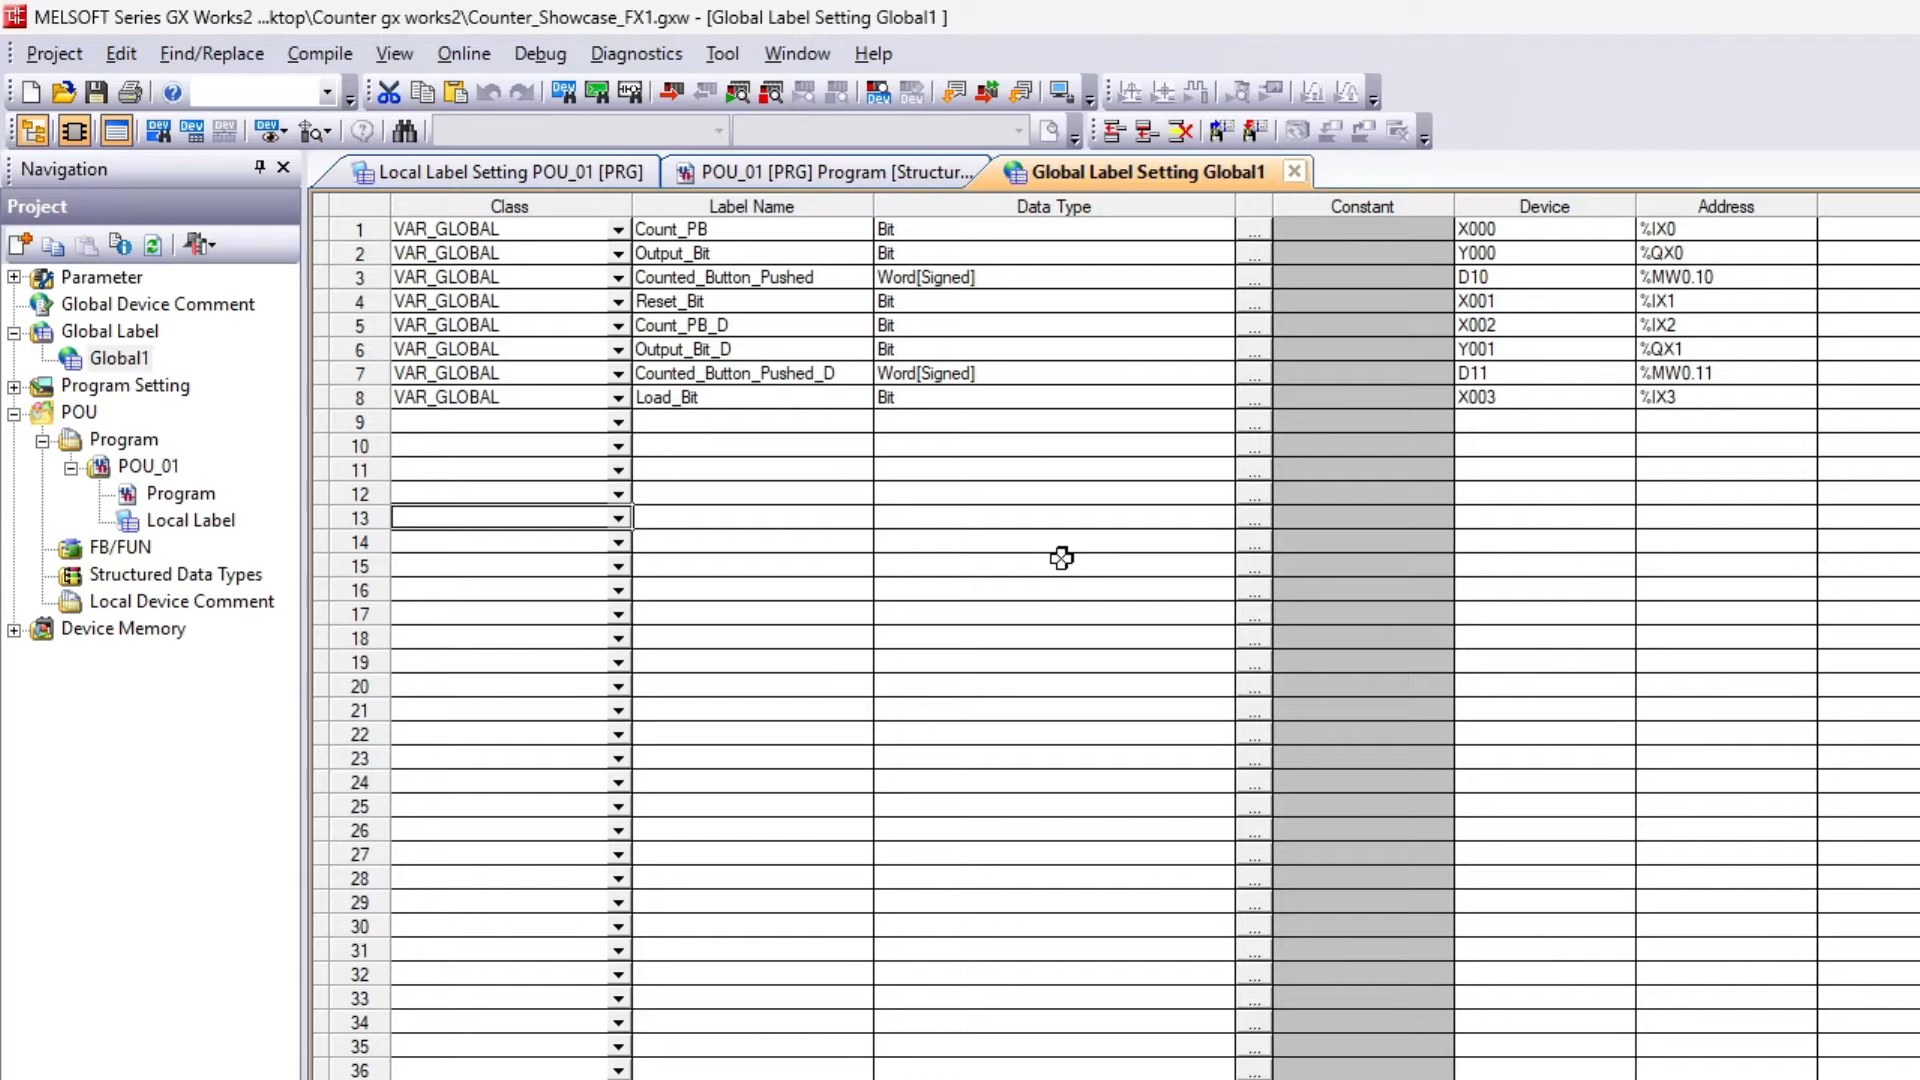 MELSOFT Series GX Works2 ...ktop\Counter gx works2\Counter_Showcase_FX1.gxw - [Global Label Setting Global1 ]
Project Edit Find/Replace Compile View Online Debug Diagnostics Tool Window Help
Navigation
Project
Parameter
Global Device Comment
Global Label
Global1
Program Setting
POU
Program
POU_01
Program
Local Label
FB/FUN
Structured Data Types
Local Device Comment
Device Memory
Local Label Setting POU_01 [PRG] POU_01 [PRG] Program [Structur... Global Label Setting Global1
Class Label Name Data Type Constant Device Address
1 VAR_GLOBAL Count_PB Bit ... X000 %IX0
2 VAR_GLOBAL Output_Bit Bit ... Y000 %QX0
3 VAR_GLOBAL Counted_Button_Pushed Word[Signed] ... D10 %MW0.10
4 VAR_GLOBAL Reset_Bit Bit ... X001 %IX1
5 VAR_GLOBAL Count_PB_D Bit ... X002 %IX2
6 VAR_GLOBAL Output_Bit_D Bit ... Y001 %QX1
7 VAR_GLOBAL Counted_Button_Pushed_D Word[Signed] ... D11 %MW0.11
8 VAR_GLOBAL Load_Bit Bit ... X003 %IX3
9 ...
10 ...
11 ...
12 ...
13 ...
14 ...
15 ...
16 ...
17 ...
18 ...
19 ...
20 ...
21 ...
22 ...
23 ...
24 ...
25 ...
26 ...
27 ...
28 ...
29 ...
30 ...
31 ...
32 ...
33 ...
34 ...
35 ...
36 ...